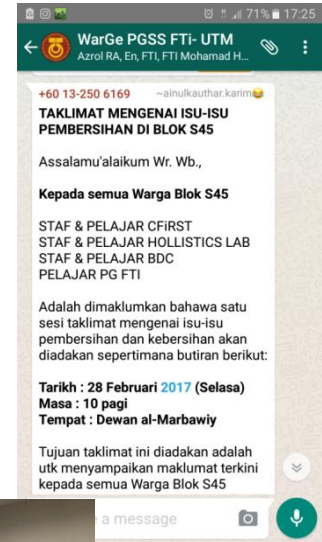 71% 17:25
WarGe PGSS FTi- UTM
Azrol RA, En, FTI, FTI Mohamad H...
+60 13-250 6169 ~ainulkauthar.karim😄
TAKLIMAT MENGENAI ISU-ISU
PEMBERSIHAN DI BLOK S45
Assalamu'alaikum Wr. Wb.,
Kepada semua Warga Blok S45
STAF & PELAJAR CFiRST
STAF & PELAJAR HOLLISTICS LAB
STAF & PELAJAR BDC
PELAJAR PG FTI
Adalah dimaklumkan bahawa satu
sesi taklimat mengenai isu-isu
pembersihan dan kebersihan akan
diadakan sepertimana butiran berikut:
Tarikh : 28 Februari 2017 (Selasa)
Masa : 10 pagi
Tempat : Dewan al-Marbawiy
Tujuan taklimat ini diadakan adalah
utk menyampaikan maklumat terkini
kepada semua Warga Blok S45
a message